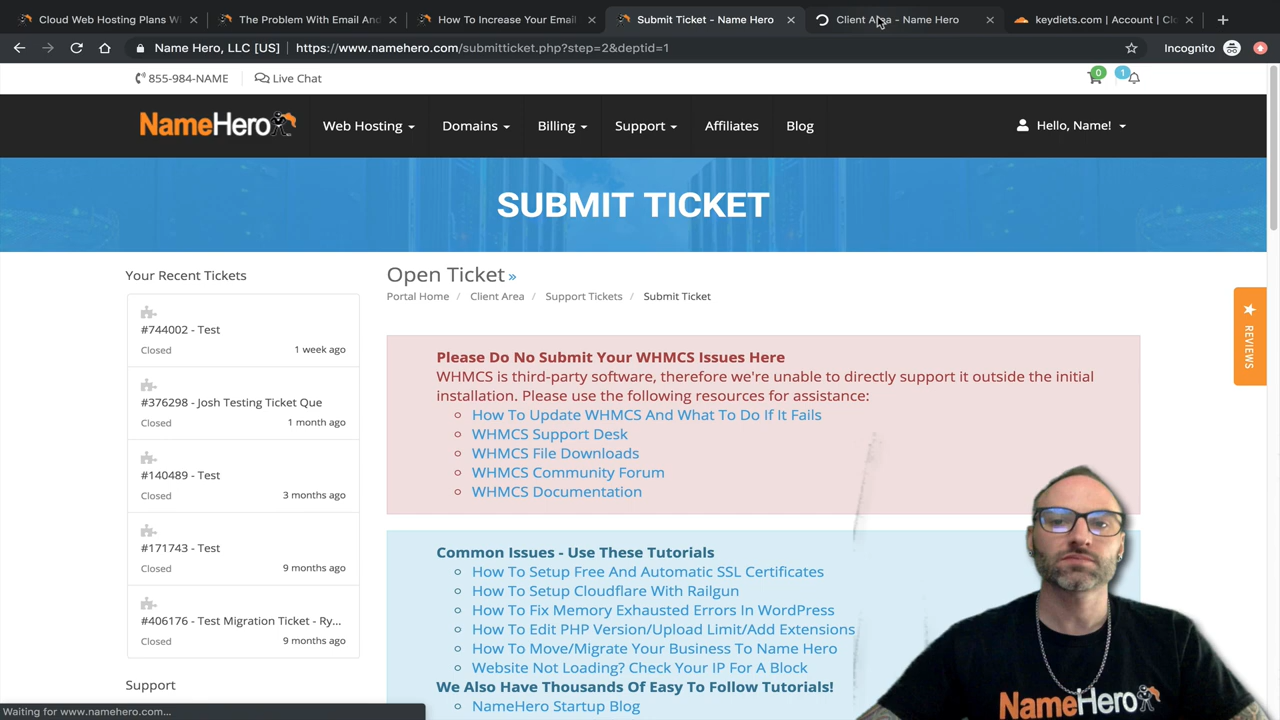 Cloud Web Hosting Plans Wi
The Problem With Email And
How To Increase Your Email
Submit Ticket - Name Hero
Client Area - Name Hero
keydiets.com | Account | Clo
Name Hero, LLC [US] | https://www.namehero.com/submitticket.php?step=2&deptid=1
Incognito
855-984-NAME
Live Chat
0
1
NameHero
Web Hosting
Domains
Billing
Support
Affiliates
Blog
Hello, Name!
SUBMIT TICKET
Your Recent Tickets
#744002 - Test
Closed
1 week ago
#376298 - Josh Testing Ticket Que
Closed
1 month ago
#140489 - Test
Closed
3 months ago
#171743 - Test
Closed
9 months ago
#406176 - Test Migration Ticket - Ry...
Closed
9 months ago
Support
Open Ticket »
Portal Home / Client Area / Support Tickets / Submit Ticket
Please Do No Submit Your WHMCS Issues Here
WHMCS is third-party software, therefore we're unable to directly support it outside the initial
installation. Please use the following resources for assistance:
How To Update WHMCS And What To Do If It Fails
WHMCS Support Desk
WHMCS File Downloads
WHMCS Community Forum
WHMCS Documentation
Common Issues - Use These Tutorials
How To Setup Free And Automatic SSL Certificates
How To Setup Cloudflare With Railgun
How To Fix Memory Exhausted Errors In WordPress
How To Edit PHP Version/Upload Limit/Add Extensions
How To Move/Migrate Your Business To Name Hero
Website Not Loading? Check Your IP For A Block
We Also Have Thousands Of Easy To Follow Tutorials!
NameHero Startup Blog
REVIEWS
NameHero
Waiting for www.namehero.com...